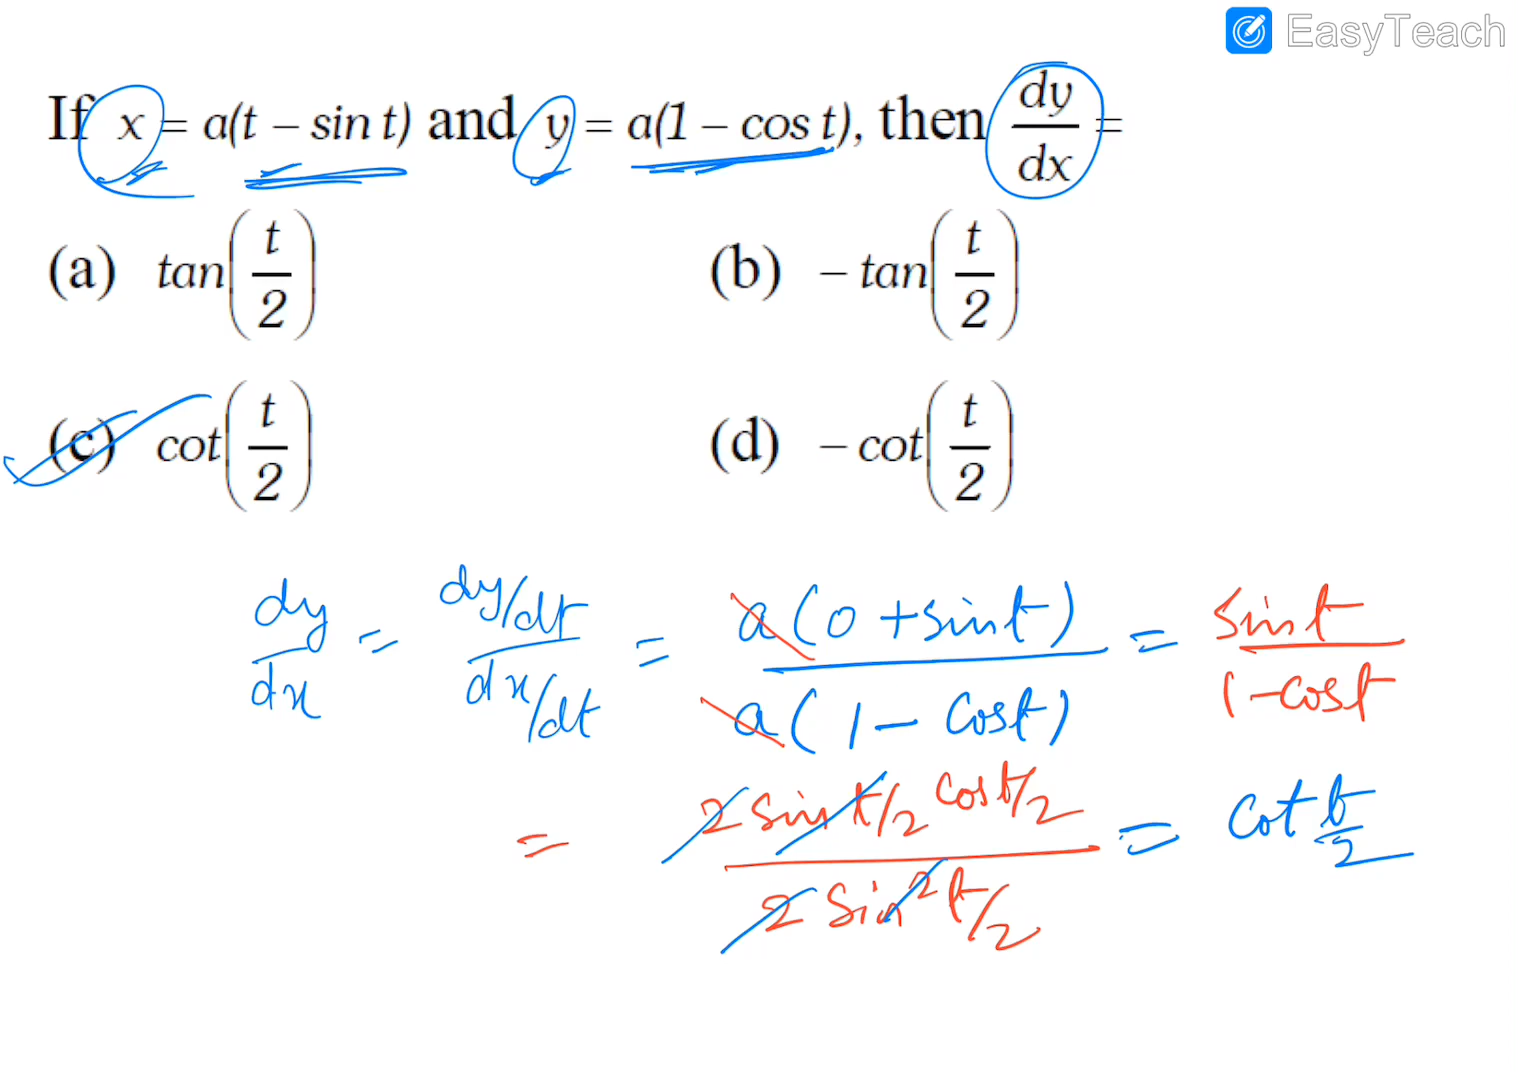 EasyTeach
If x = a(t – sin t) and y = a(1 – cos t), then dy/dx =
(a) tan(t/2) (b) – tan(t/2)
(c) cot(t/2) (d) – cot(t/2)
dy/dx = (dy/dt)/(dx/dt) = a(0 + sint)/a(1 – cost) = sint/(1 – cost)
= 2 sin t/2 cos t/2 / 2 sin² t/2 = cot t/2